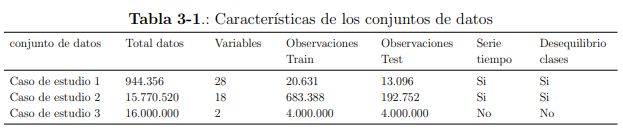 Tabla 3-1.: Características de los conjuntos de datos
conjunto de datos Total datos Variables Observaciones Observaciones Serie Desequilibrio
Train Test tiempo clases
Caso de estudio 1 944.356 28 20.631 13.096 Si Si
Caso de estudio 2 15.770.520 18 683.388 192.752 Si Si
Caso de estudio 3 16.000.000 2 4.000.000 4.000.000 No No